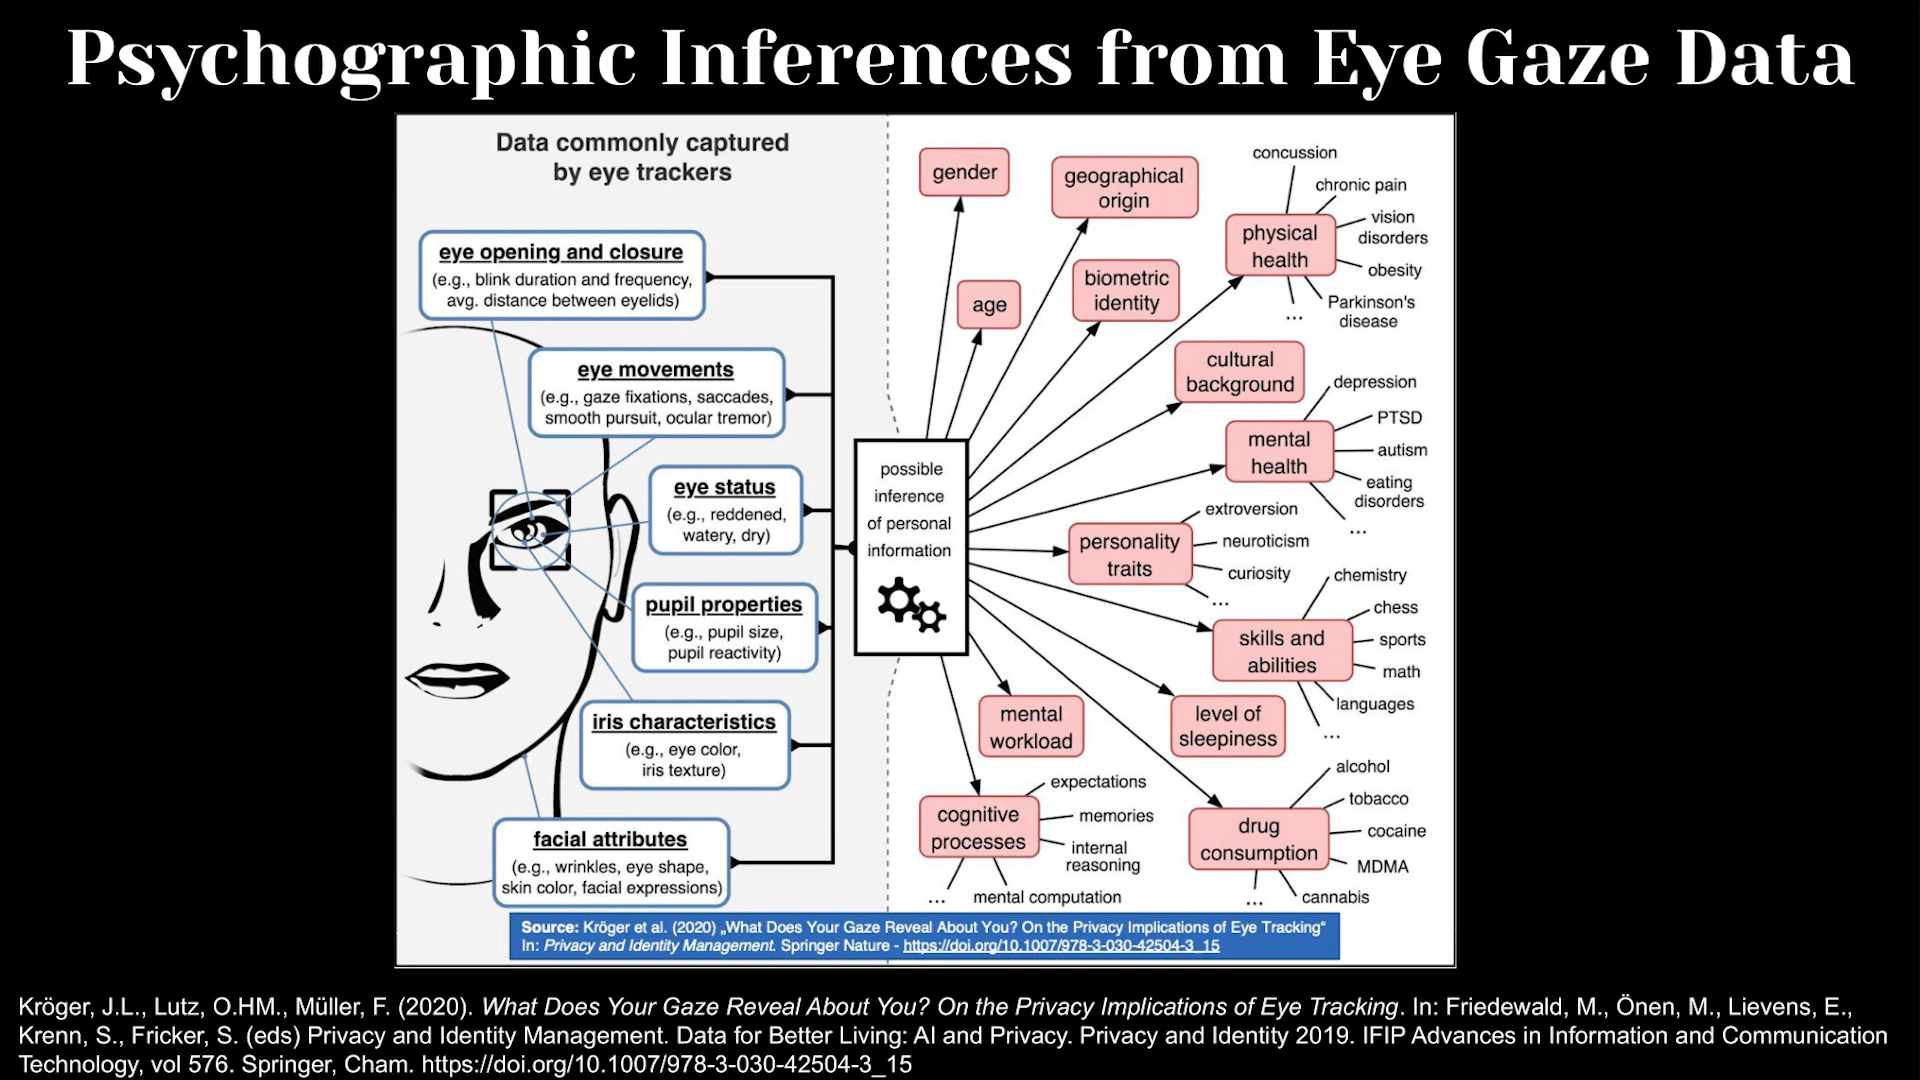 Psychographic Inferences from Eye Gaze Data
Data commonly captured
by eye trackers
eye opening and closure
(e.g., blink duration and frequency,
avg. distance between eyelids)
eye movements
(e.g., gaze fixations, saccades,
smooth pursuit, ocular tremor)
eye status
(e.g., reddened,
watery, dry)
pupil properties
(e.g., pupil size,
pupil reactivity)
iris characteristics
(e.g., eye color,
iris texture)
facial attributes
(e.g., wrinkles, eye shape,
skin color, facial expressions)
possible
inference
of personal
information
gender
geographical
origin
age
biometric
identity
physical
health
concussion
chronic pain
vision
disorders
obesity
Parkinson's
disease
...
cultural
background
mental
health
depression
PTSD
autism
eating
disorders
...
personality
traits
extroversion
neuroticism
curiosity
...
skills and
abilities
chemistry
chess
sports
math
languages
...
mental
workload
level of
sleepiness
cognitive
processes
expectations
memories
internal
reasoning
mental computation
...
drug
consumption
alcohol
tobacco
cocaine
MDMA
cannabis
...
Source: Kröger et al. (2020) „What Does Your Gaze Reveal About You? On the Privacy Implications of Eye Tracking“
In: Privacy and Identity Management. Springer Nature - https://doi.org/10.1007/978-3-030-42504-3_15
Kröger, J.L., Lutz, O.HM., Müller, F. (2020). What Does Your Gaze Reveal About You? On the Privacy Implications of Eye Tracking. In: Friedewald, M., Önen, M., Lievens, E.,
Krenn, S., Fricker, S. (eds) Privacy and Identity Management. Data for Better Living: AI and Privacy. Privacy and Identity 2019. IFIP Advances in Information and Communication
Technology, vol 576. Springer, Cham. https://doi.org/10.1007/978-3-030-42504-3_15